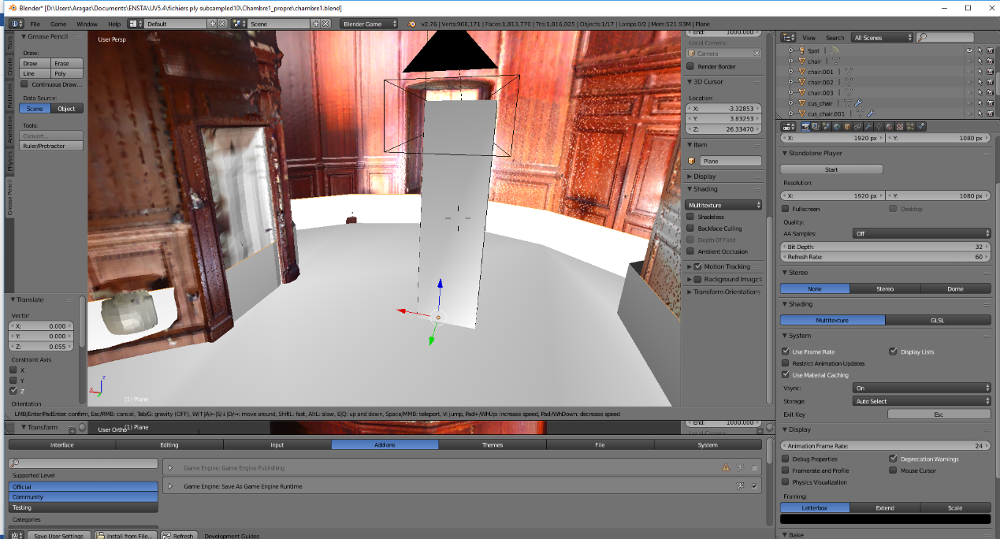 Blender* [D:\Users\Aragas\Documents\ENSTA\UV5.4\fichiers ply subsampled10\Chambre1_propre\chambre1.blend]
File Game Window Help Default Scene Blender Game v2.76 | Verts:908,171 | Faces:1,813,770 | Tris:1,816,025 | Objects:1/17 | Lamps:0/2 | Mem:521.93M | Plane
Tools
Create
Relations
Animation
Physics
Grease Pencil
Grease Pencil
Draw:
Draw Erase
Line Poly
Continuous Draw...
Data Source:
Scene Object
Tools:
Convert...
Ruler/Protractor
Translate
Vector
X: 0.000
Y: 0.000
Z: 0.055
Constraint Axis
X
Y
Z
Orientation
User Persp
z
x
(1) Plane
End: 1000.000
Local Camera:
Camera
Render Border
3D Cursor
Location:
X: -3.32853
Y: 3.83253
Z: 26.33470
Item
Plane
Display
Shading
Multitexture
Shadeless
Backface Culling
Depth Of Field
Ambient Occlusion
Motion Tracking
Background Images
Transform Orientations
LMB/Enter/PadEnter: confirm, Esc/RMB: cancel, Tab/G: gravity (OFF), W/↑|A/←|S/↓|D/→: move around, ShiftL: fast, AltL: slow, E|Q: up and down, Space/MMB: teleport, V: jump, Pad+/WhUp: increase speed, Pad-/WhDown: decrease speed
Transform
User Ortho
(1) Plane
End: 1000.000
Local Camera:
Interface Editing Input Add-ons Themes File System
Supported Level
Official
Community
Testing
Categories
Game Engine: Game Engine Publishing
Game Engine: Save As Game Engine Runtime
Save User Settings Install from File... Refresh Development Guides
View Search All Scenes
Spot
chair
chair.001
chair.002
chair.003
cus_chair
cus_chair.001
X: 1920 px Y: 1080 px
Standalone Player
Start
Resolution:
X: 1920 px Y: 1080 px
Fullscreen Desktop
Quality:
AA Samples: Off
Bit Depth: 32
Refresh Rate: 60
Stereo
None Stereo Dome
Shading
Multitexture GLSL
System
Use Frame Rate Display Lists
Restrict Animation Updates
Use Material Caching
Vsync: On
Storage: Auto Select
Exit Key Esc
Display
Animation Frame Rate: 24
Debug Properties Deprecation Warnings
Framerate and Profile Mouse Cursor
Physics Visualization
Framing:
Letterbox Extend Scale
Bake